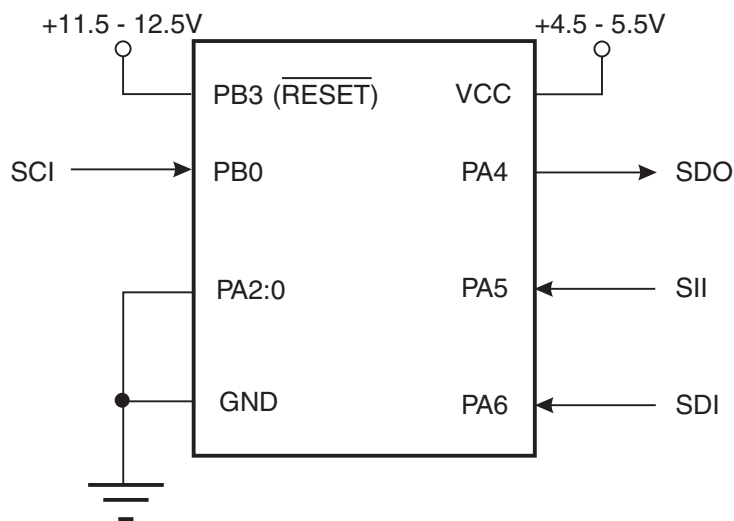 +11.5 - 12.5V
+4.5 - 5.5V
PB3 (RESET)
VCC
SCI
PB0
PA4
SDO
PA2:0
PA5
SII
GND
PA6
SDI